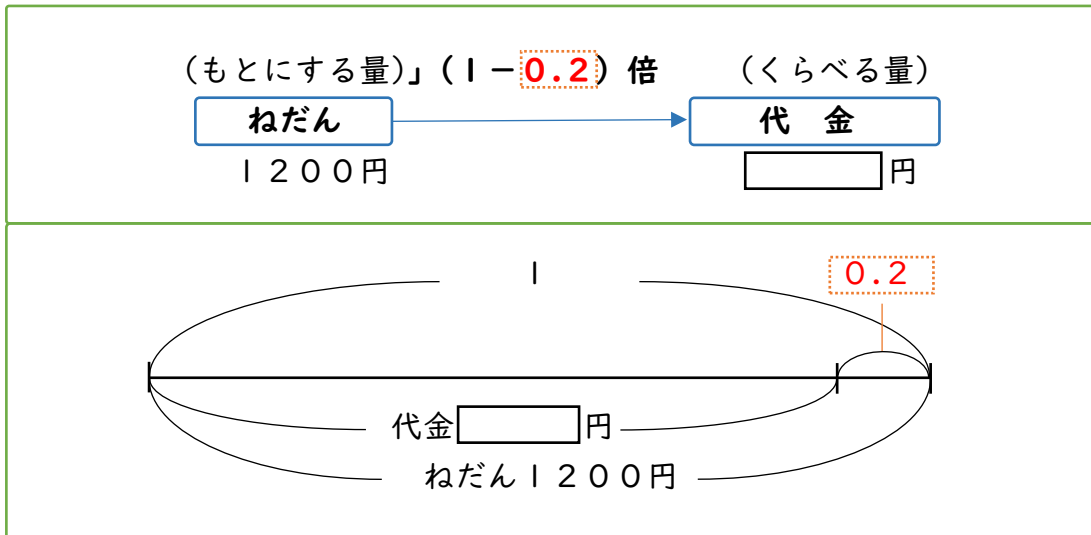 (もとにする量)」(1-0.2)倍 (くらべる量)
ねだん 代 金
1200円 円
1 0.2
代金 円
ねだん1200円